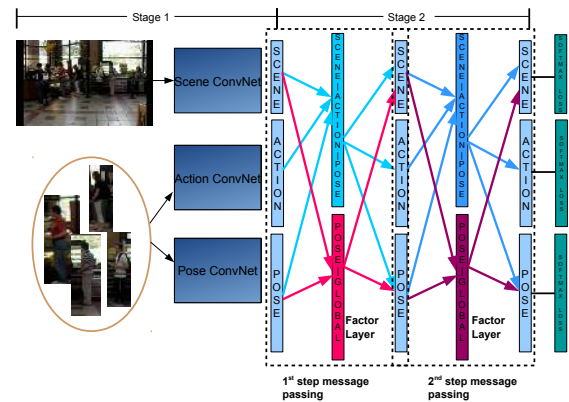 Stage 1
Stage 2
Scene ConvNet
Action ConvNet
Pose ConvNet
SCENE
ACTION
POSE
SCENE|ACTION|POSE
POSE|GLOBAL
Factor
Layer
SCENE
ACTION
POSE
SCENE|ACTION|POSE
POSE|GLOBAL
Factor
Layer
SCENE
ACTION
POSE
SOFTMAX LOSS
SOFTMAX LOSS
SOFTMAX LOSS
1st step message
passing
2nd step message
passing